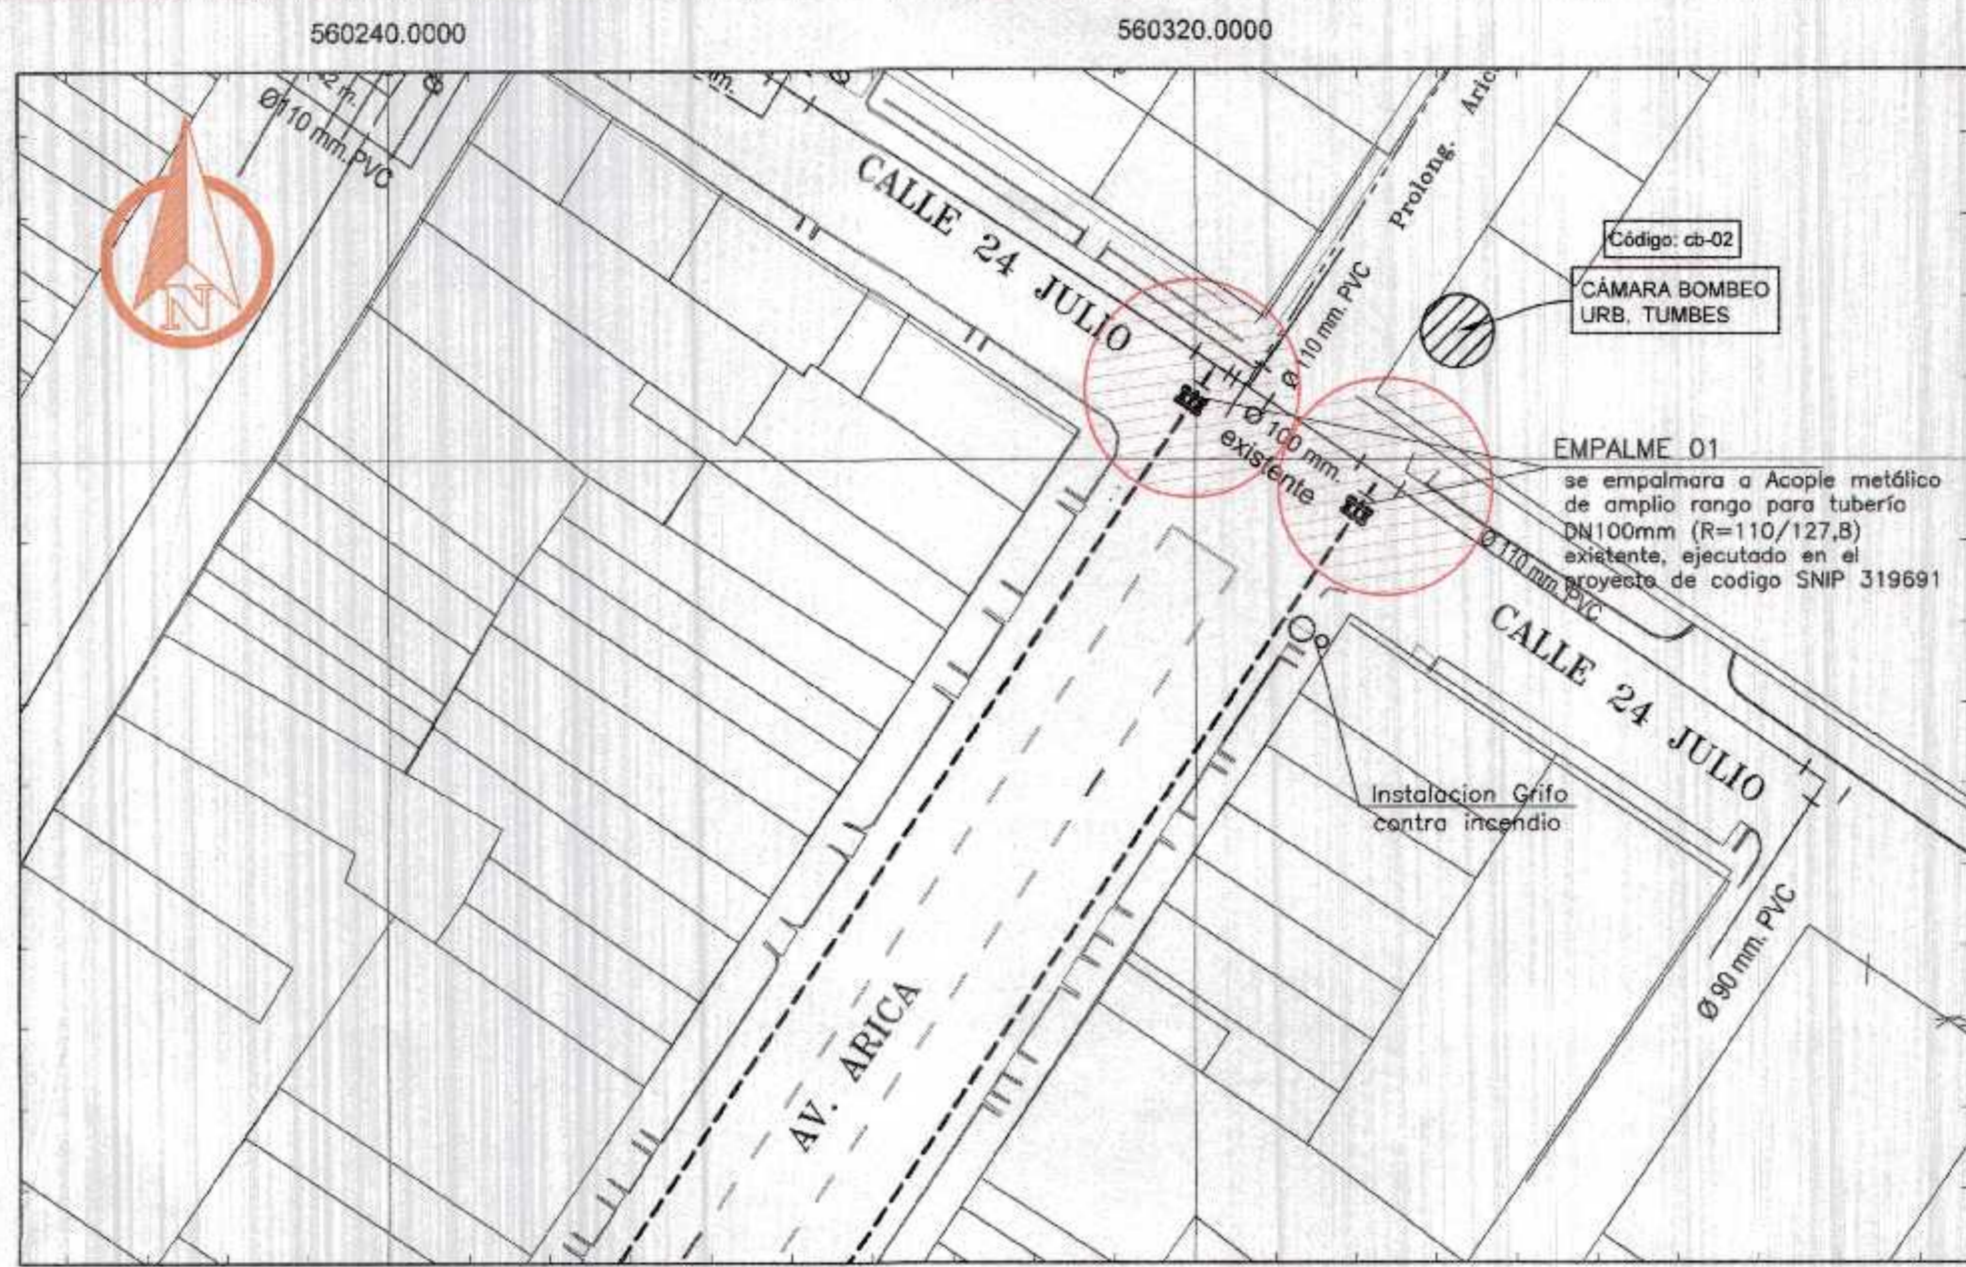 560240.0000
560320.0000
Ø110 mm. PVC
CALLE 24 JULIO
Prolong.
Código: cb-02
CÁMARA BOMBEO
URB. TUMBES
Ø 110 mm. PVC
Ø 100 mm.
existente
EMPALME 01
se empalmara a Acople metálico
de amplio rango para tubería
DN100mm (R=110/127,8)
existente, ejecutado en el
proyecto de codigo SNIP 319691
Ø 110 mm. PVC
CALLE 24 JULIO
Instalacion Grifo
contra incendio
Ø 90 mm. PVC
AV. ARICA
N